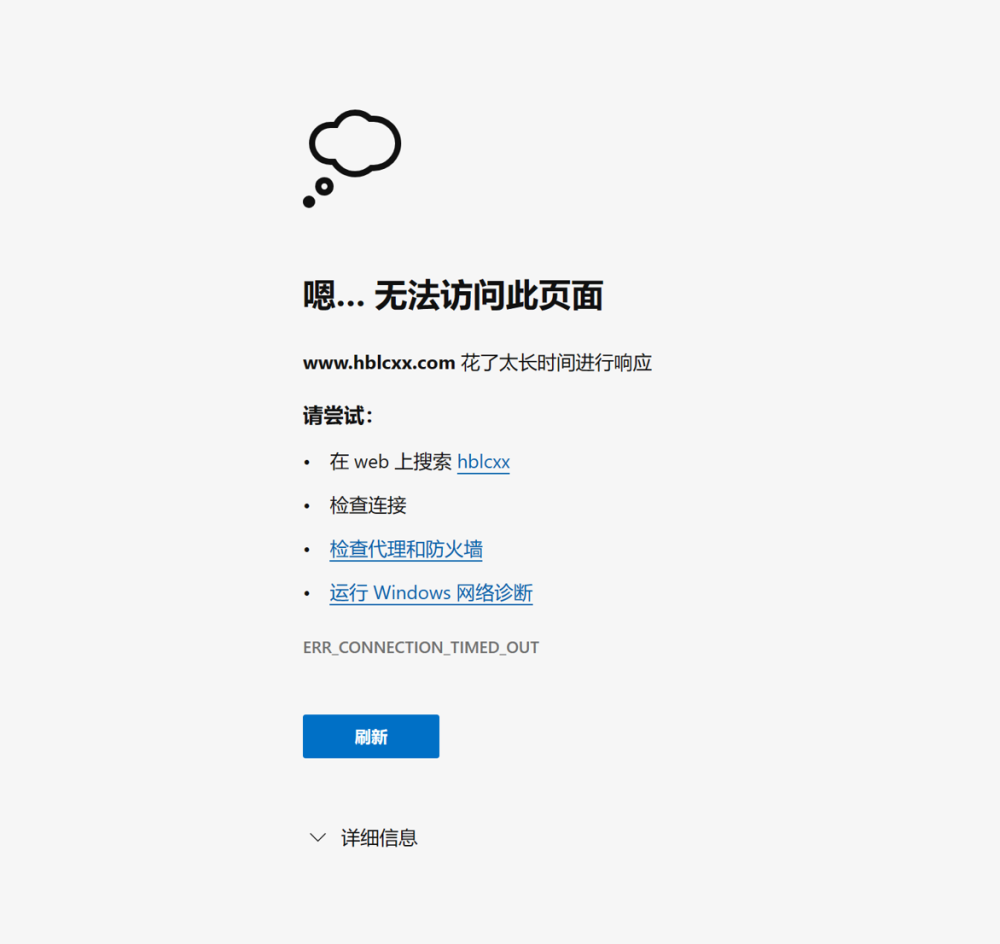 嗯… 无法访问此页面
www.hblcxx.com 花了太长时间进行响应
请尝试：
• 在 web 上搜索 hblcxx
• 检查连接
• 检查代理和防火墙
• 运行 Windows 网络诊断
ERR_CONNECTION_TIMED_OUT
刷新
详细信息